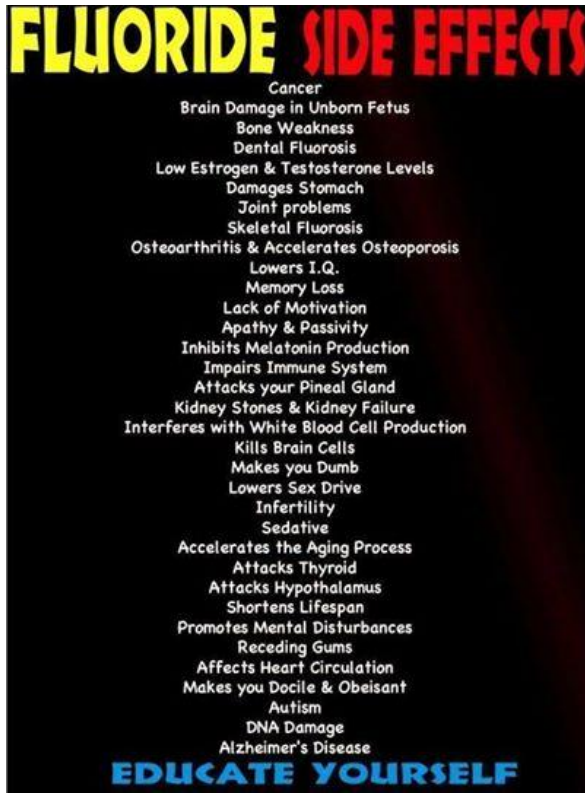 FLUORIDE SIDE EFFECTS
Cancer
Brain Damage in Unborn Fetus
Bone Weakness
Dental Fluorosis
Low Estrogen & Testosterone Levels
Damages Stomach
Joint problems
Skeletal Fluorosis
Osteoarthritis & Accelerates Osteoporosis
Lowers I.Q.
Memory Loss
Lack of Motivation
Apathy & Passivity
Inhibits Melatonin Production
Impairs Immune System
Attacks your Pineal Gland
Kidney Stones & Kidney Failure
Interferes with White Blood Cell Production
Kills Brain Cells
Makes you Dumb
Lowers Sex Drive
Infertility
Sedative
Accelerates the Aging Process
Attacks Thyroid
Attacks Hypothalamus
Shortens Lifespan
Promotes Mental Disturbances
Receding Gums
Affects Heart Circulation
Makes you Docile & Obeisant
Autism
DNA Damage
Alzheimer's Disease
EDUCATE YOURSELF